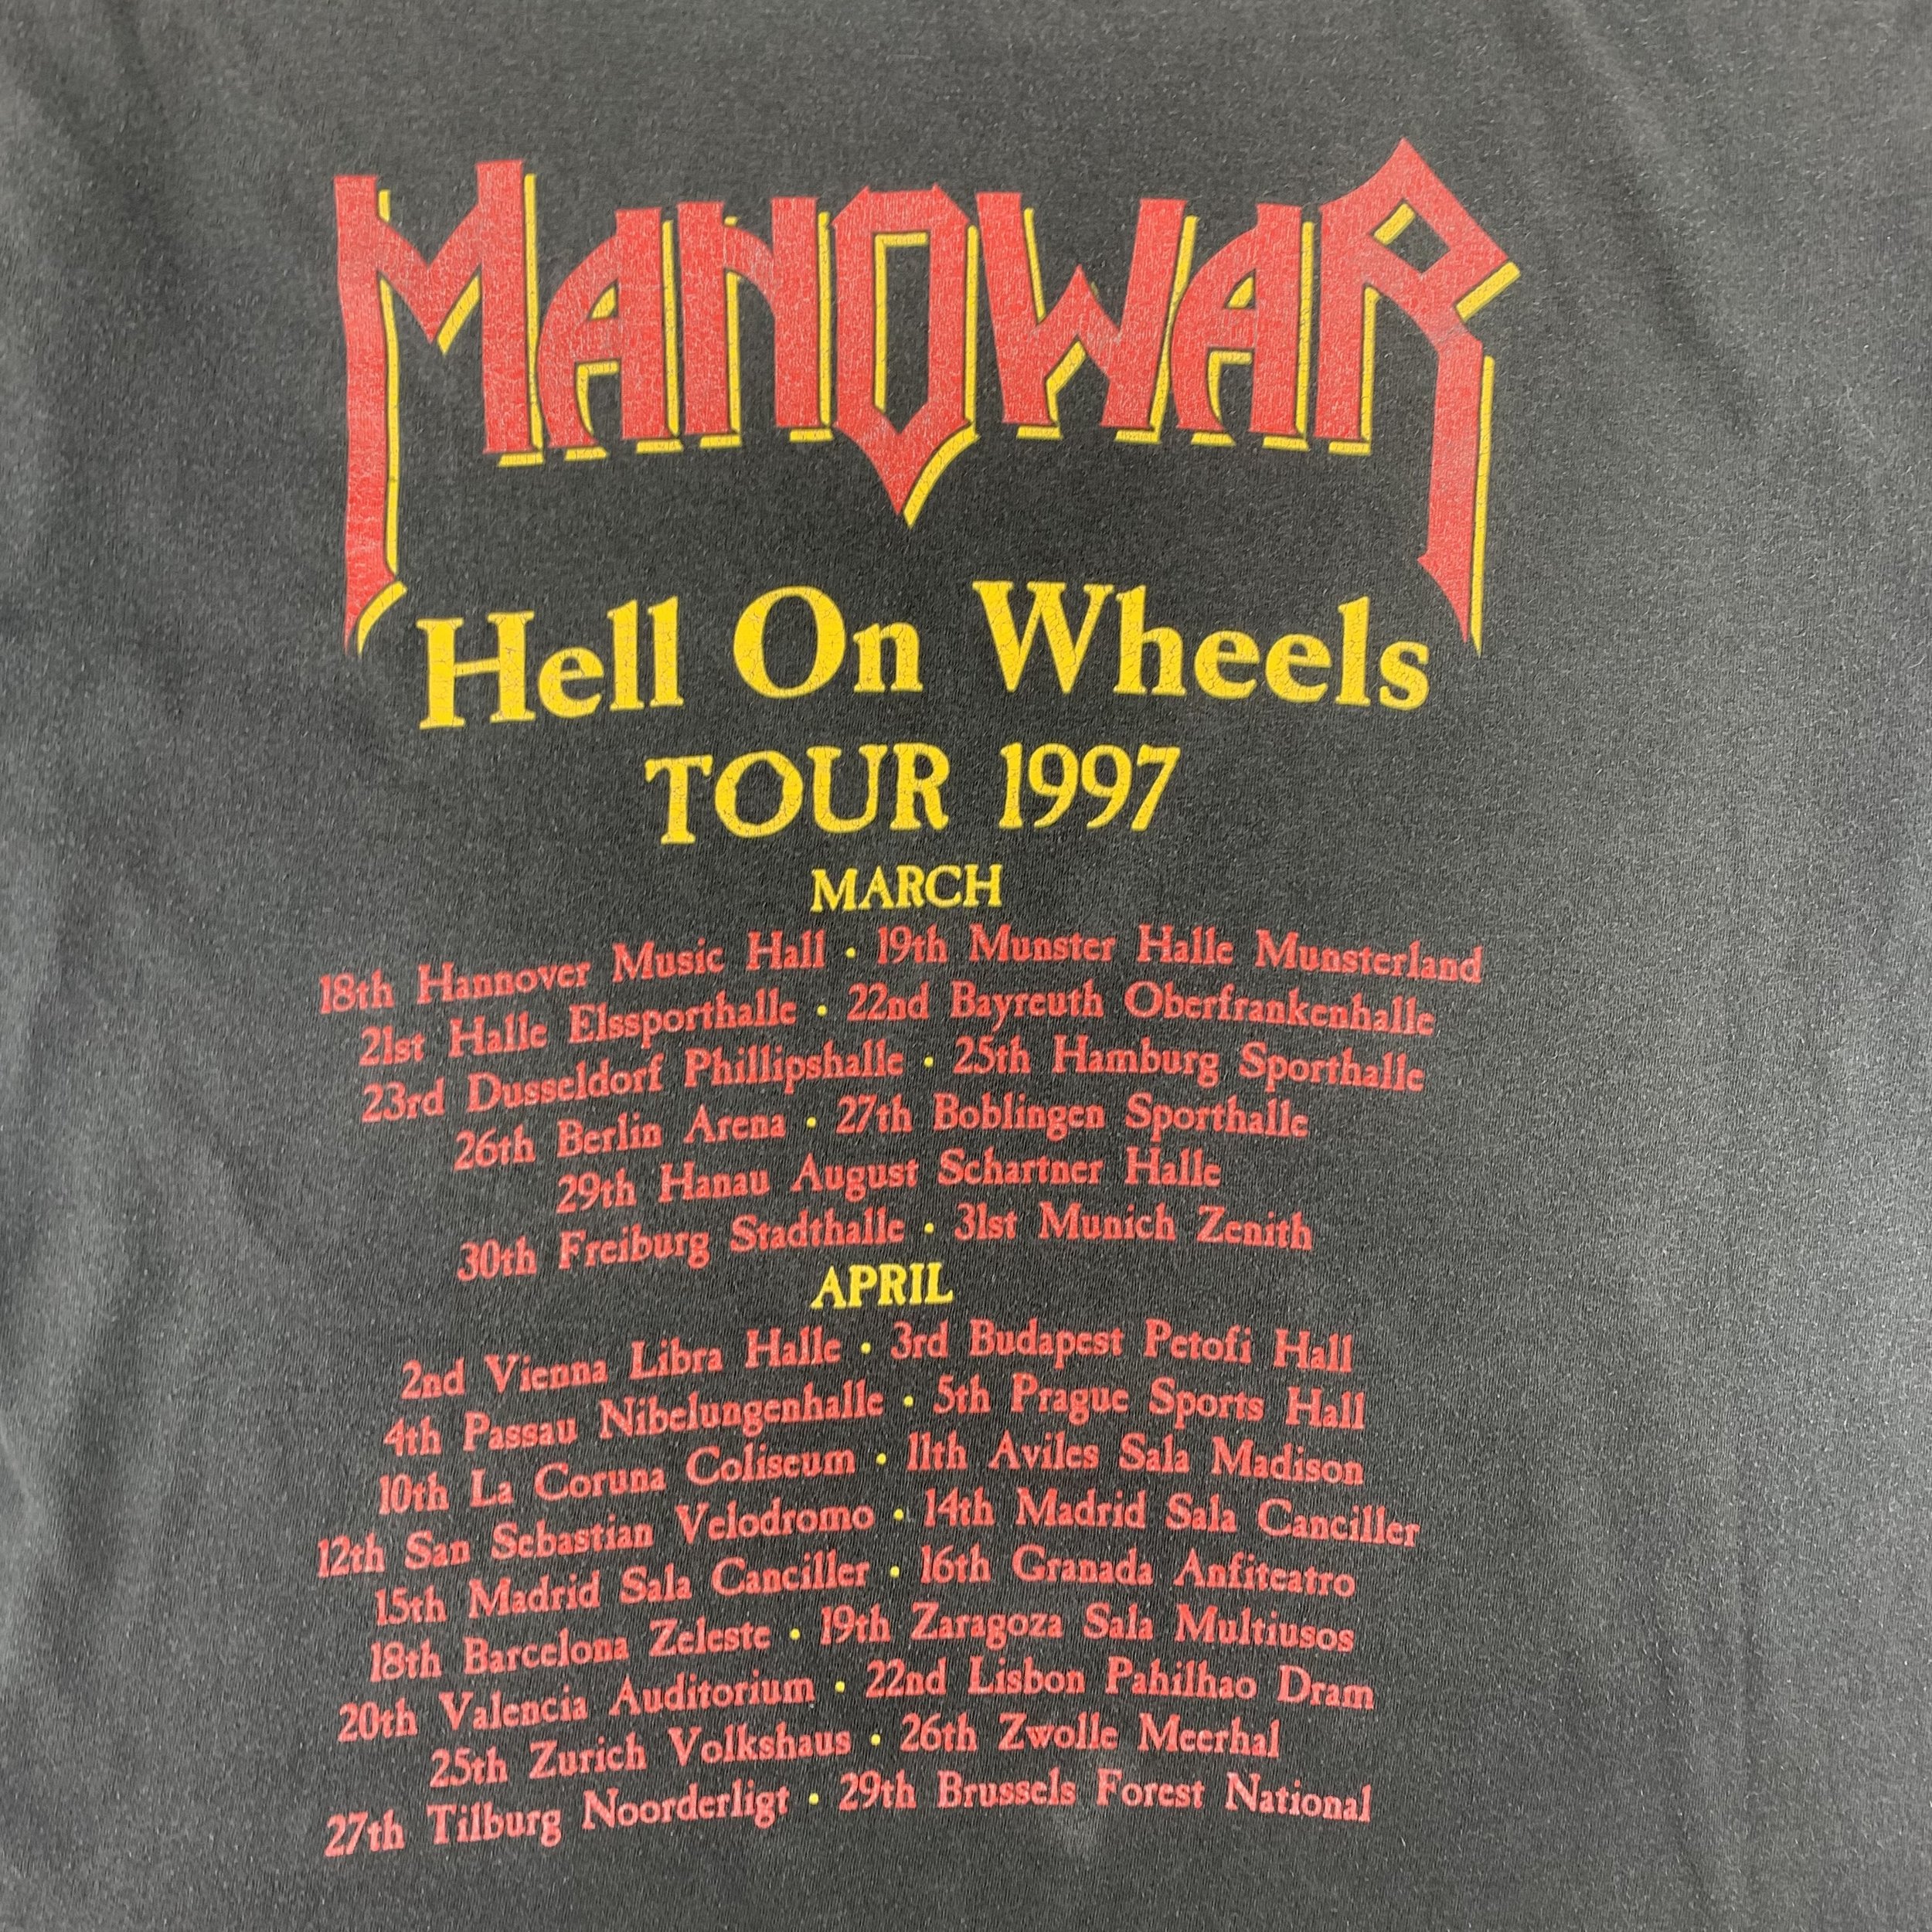 MANOWAR
Hell On Wheels
TOUR 1997
MARCH
18th Hannover Music Hall • 19th Munster Halle Munsterland
21st Halle Elssporthalle • 22nd Bayreuth Oberfrankenhalle
23rd Dusseldorf Phillipshalle • 25th Hamburg Sporthalle
26th Berlin Arena • 27th Boblingen Sporthalle
29th Hanau August Schartner Halle
30th Freiburg Stadthalle • 31st Munich Zenith
APRIL
2nd Vienna Libra Halle • 3rd Budapest Petofi Hall
4th Passau Nibelungenhalle • 5th Prague Sports Hall
10th La Coruna Coliseum • 11th Aviles Sala Madison
12th San Sebastian Velodromo • 14th Madrid Sala Canciller
15th Madrid Sala Canciller • 16th Granada Anfiteatro
18th Barcelona Zeleste • 19th Zaragoza Sala Multiusos
20th Valencia Auditorium • 22nd Lisbon Pahilhao Dram
25th Zurich Volkshaus • 26th Zwolle Meerhal
27th Tilburg Noorderligt • 29th Brussels Forest National